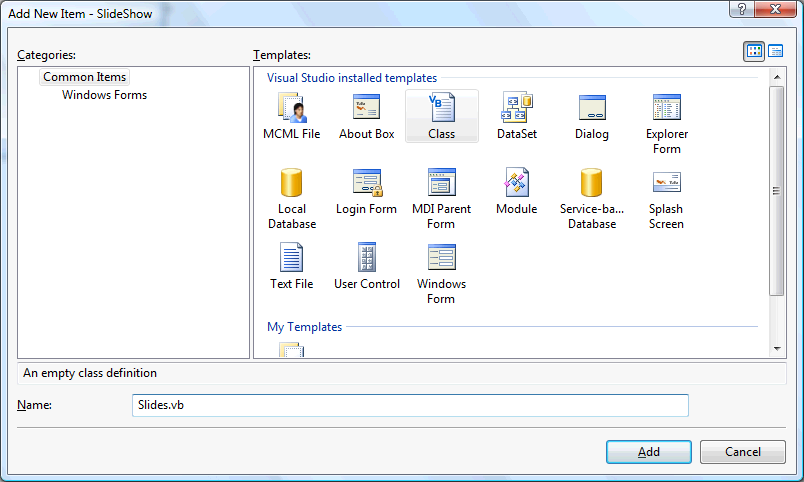 Add New Item - SlideShow
Categories:
Templates:
Common Items
Windows Forms
Visual Studio installed templates
MCML File
About Box
Class
DataSet
Dialog
Explorer
Form
Local
Database
Login Form
MDI Parent
Form
Module
Service-ba...
Database
Splash
Screen
Text File
User Control
Windows
Form
My Templates
An empty class definition
Name:
Slides.vb
Add
Cancel